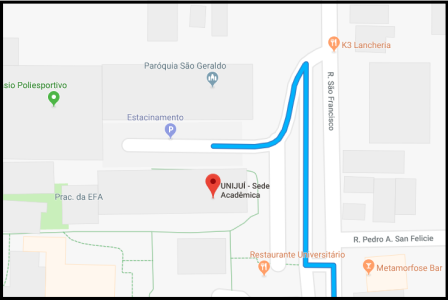 K3 Lancheria
Paróquia São Geraldo
sio Poliesportivo
R. São Francisco
Estacinamento
P
UNIJUÍ - Sede
Acadêmica
Prac. da EFA
R. Pedro A. San Felicie
Restaurante Universitário
Metamorfose Bar